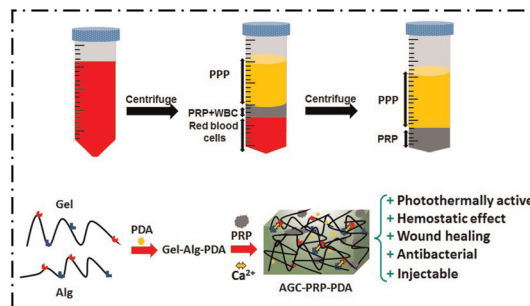 PPP
Centrifuge
PRP+WBC
Red blood
cells
Centrifuge
PPP
PRP
Gel
Alg
PDA
Gel-Alg-PDA
PRP
Ca²⁺
AGC-PRP-PDA
+ Photothermally active
+ Hemostatic effect
+ Wound healing
+ Antibacterial
+ Injectable